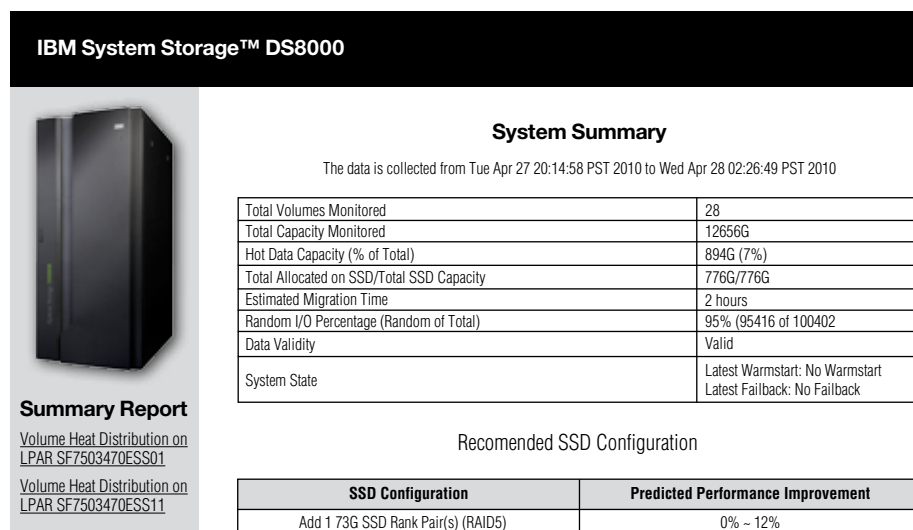 IBM System Storage™ DS8000
System Summary
The data is collected from Tue Apr 27 20:14:58 PST 2010 to Wed Apr 28 02:26:49 PST 2010
Total Volumes Monitored 28
Total Capacity Monitored 12656G
Hot Data Capacity (% of Total) 894G (7%)
Total Allocated on SSD/Total SSD Capacity 776G/776G
Estimated Migration Time 2 hours
Random I/O Percentage (Random of Total) 95% (95416 of 100402
Data Validity Valid
System State Latest Warmstart: No Warmstart
Latest Failback: No Failback
Summary Report
Volume Heat Distribution on
LPAR SF7503470ESS01
Volume Heat Distribution on
LPAR SF7503470ESS11
Recomended SSD Configuration
SSD Configuration Predicted Performance Improvement
Add 1 73G SSD Rank Pair(s) (RAID5) 0% ~ 12%